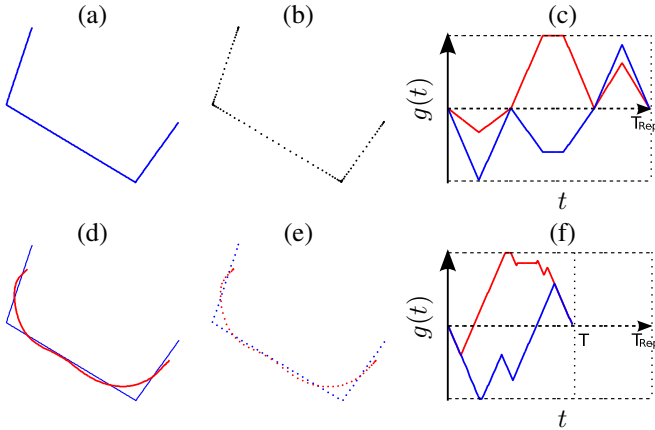 (a) (b) (c)
g(t)
T_Rep
t
(d) (e) (f)
g(t)
T T_Rep
t